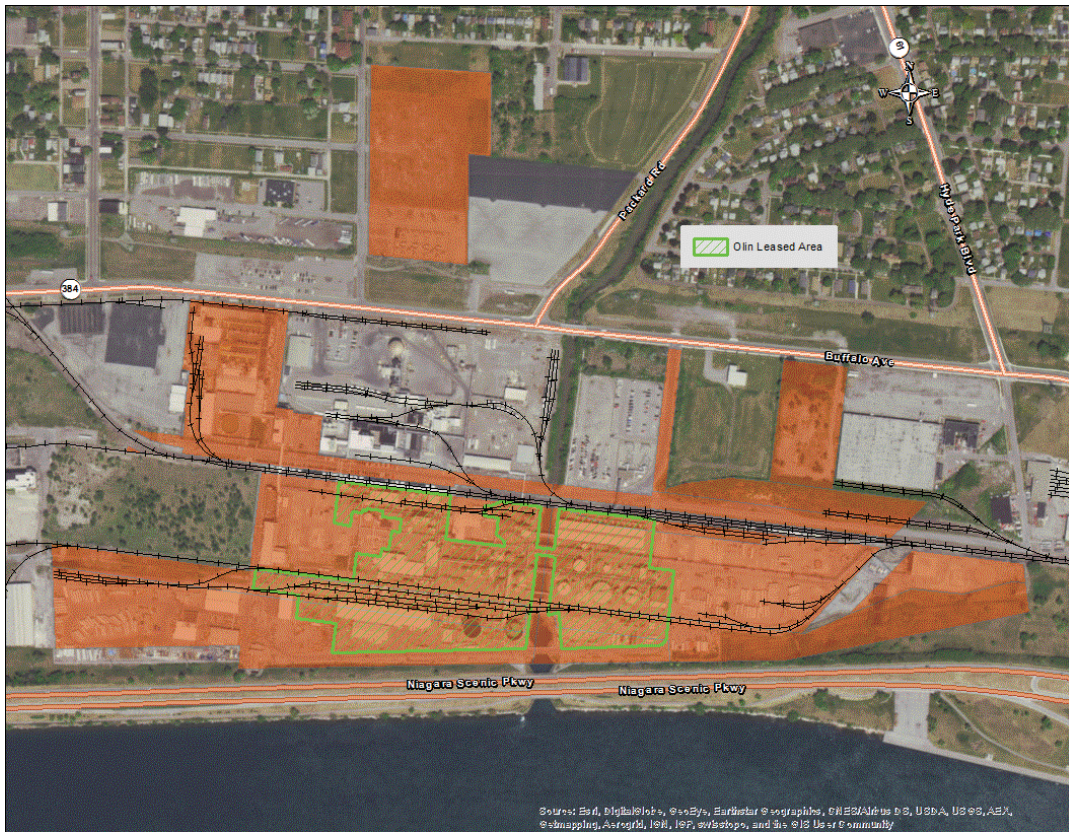 61
N
W E
S
Packard Rd
Hyde Park Blvd
Olin Leased Area
384
Buffalo Ave
Niagara Scenic Pkwy
Niagara Scenic Pkwy
Source: Esri, DigitalGlobe, GeoEye, Earthstar Geographics, CNES/Airbus DS, USDA, USGS, AEX,
Getmapping, Aerogrid, IGN, IGP, swisstopo, and the GIS User Community